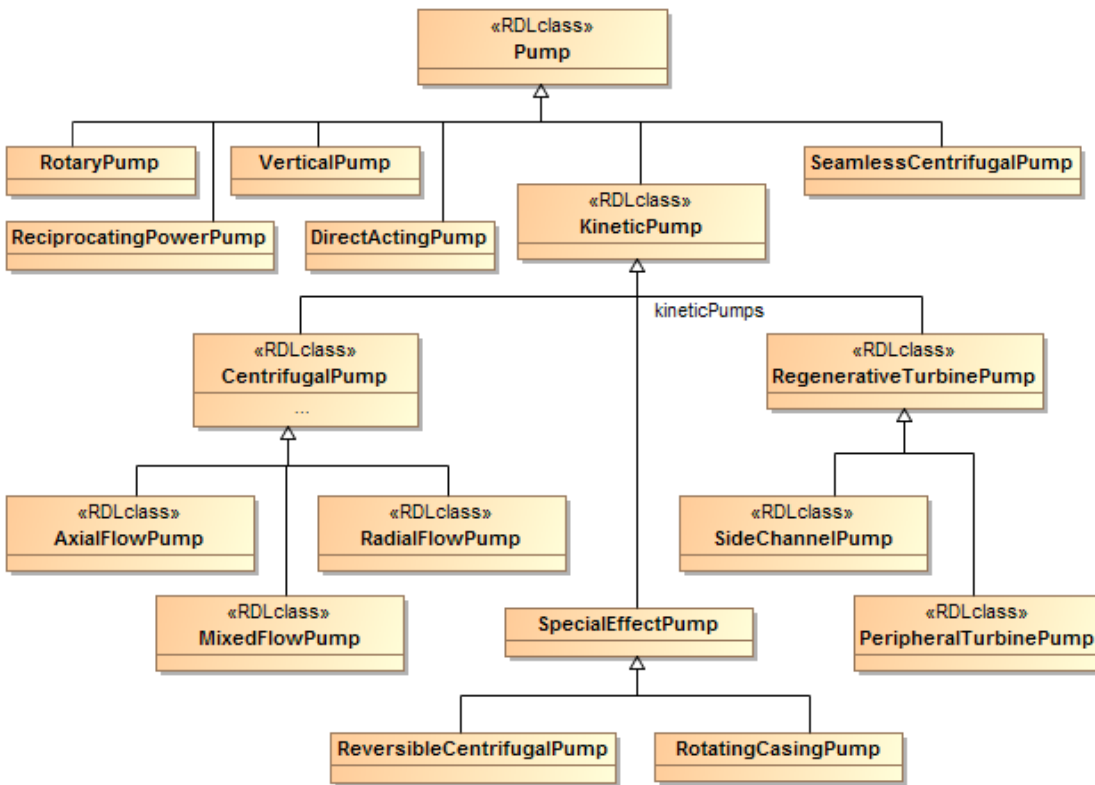 «RDLclass»
Pump
RotaryPump
VerticalPump
SeamlessCentrifugalPump
«RDLclass»
KineticPump
ReciprocatingPowerPump
DirectActingPump
kineticPumps
«RDLclass»
CentrifugalPump
...
«RDLclass»
RegenerativeTurbinePump
«RDLclass»
AxialFlowPump
«RDLclass»
RadialFlowPump
«RDLclass»
SideChannelPump
«RDLclass»
MixedFlowPump
SpecialEffectPump
«RDLclass»
PeripheralTurbinePump
ReversibleCentrifugalPump
RotatingCasingPump